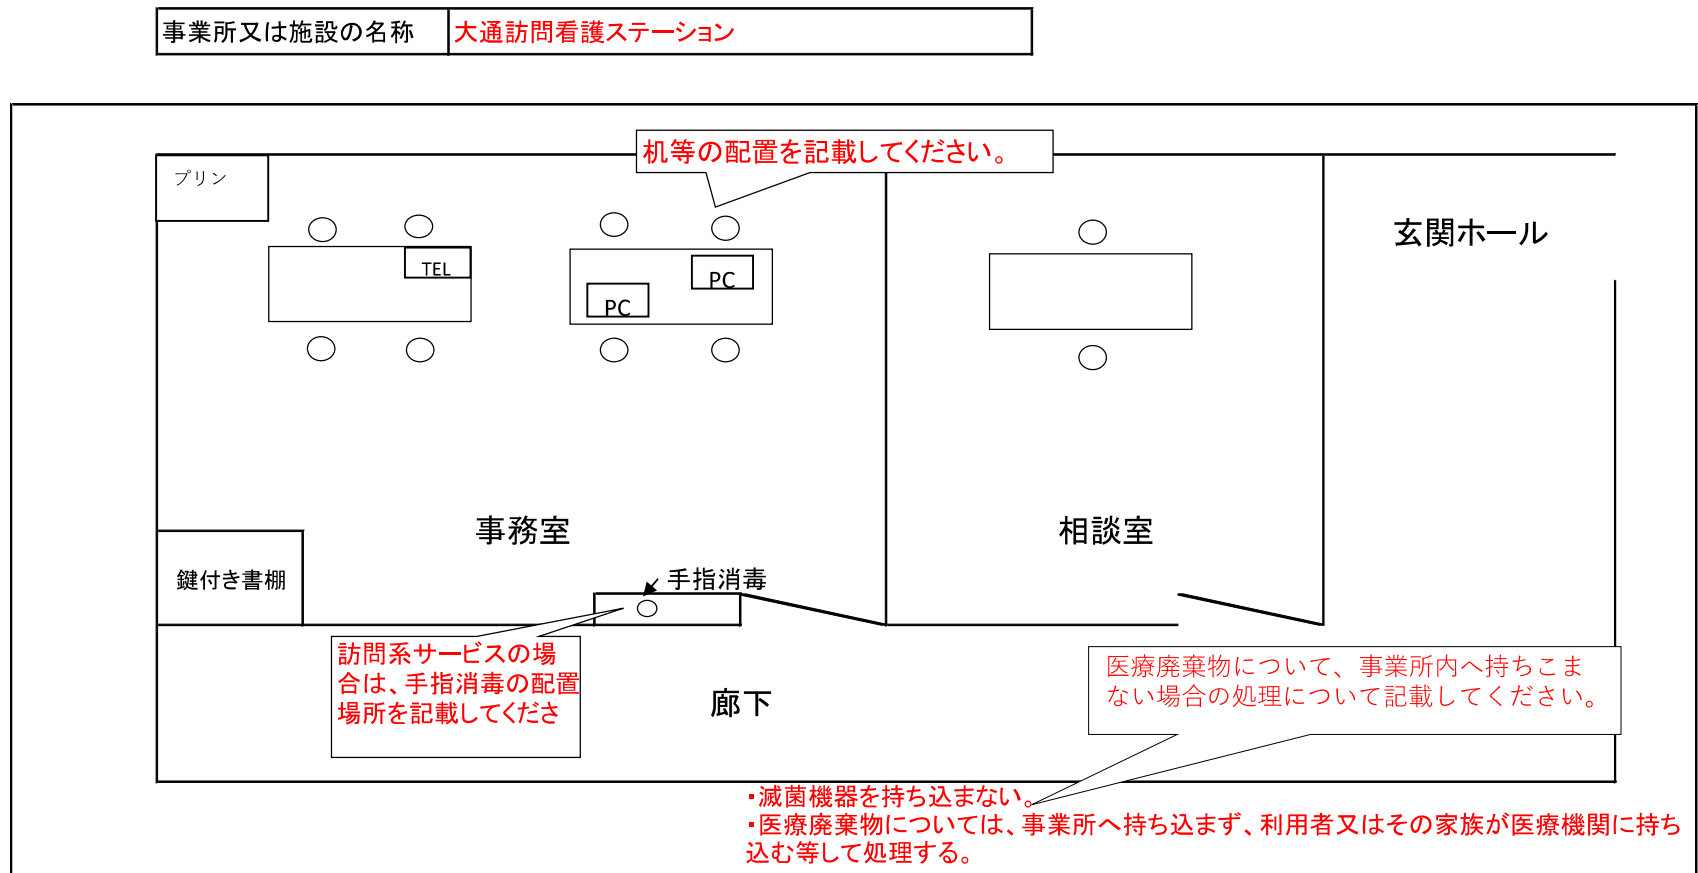 事業所又は施設の名称
大通訪問看護ステーション
机等の配置を記載してください。
プリン
TEL
PC
PC
玄関ホール
事務室
相談室
鍵付き書棚
手指消毒
訪問系サービスの場
合は、手指消毒の配置
場所を記載してくださ
廊下
医療廃棄物について、事業所内へ持ちこま
ない場合の処理について記載してください。
・滅菌機器を持ち込まない。
・医療廃棄物については、事業所へ持ち込まず、利用者又はその家族が医療機関に持ち
込む等して処理する。